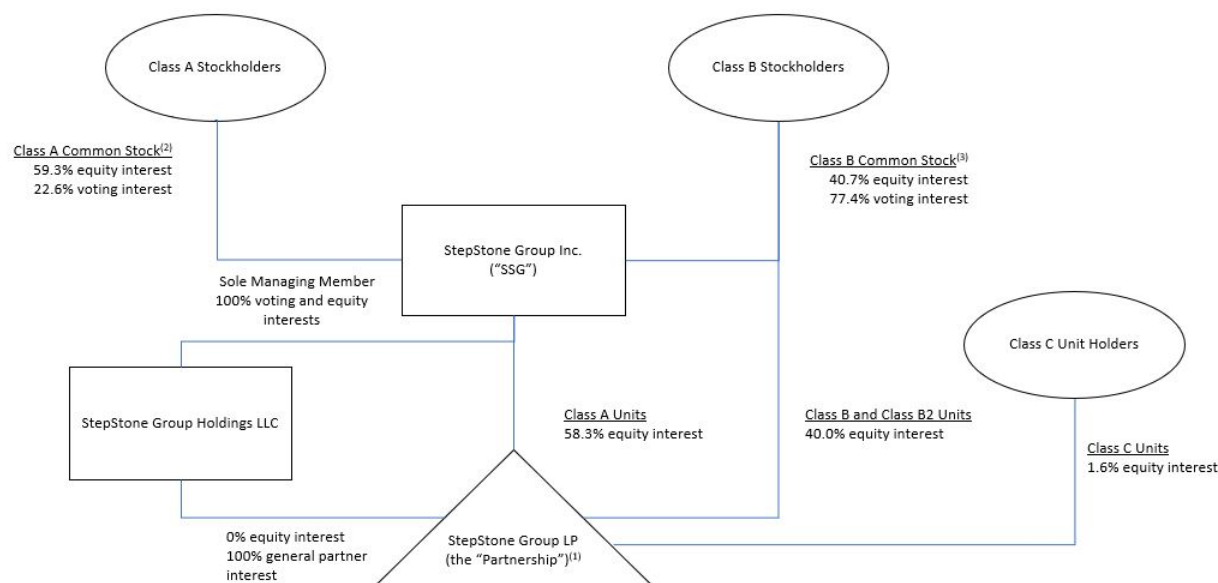 Class A Stockholders
Class B Stockholders
Class A Common Stock(2)
59.3% equity interest
22.6% voting interest
Class B Common Stock(3)
40.7% equity interest
77.4% voting interest
StepStone Group Inc.
(“SSG”)
Sole Managing Member
100% voting and equity
interests
Class C Unit Holders
StepStone Group Holdings LLC
Class A Units
58.3% equity interest
Class B and Class B2 Units
40.0% equity interest
Class C Units
1.6% equity interest
0% equity interest
100% general partner
interest
StepStone Group LP
(the “Partnership”)(1)